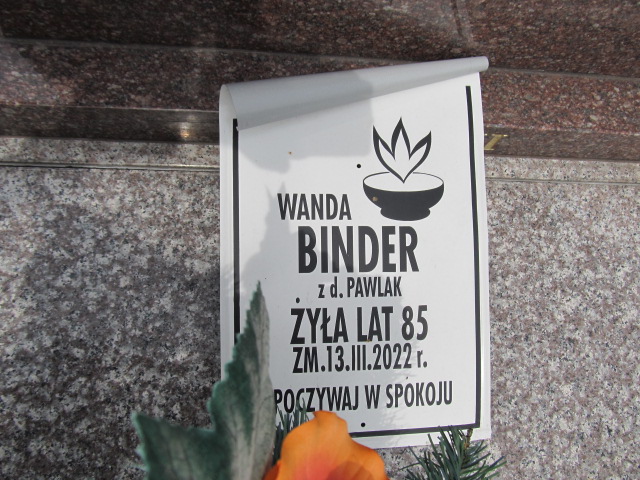 WANDA
BINDER
z d. PAWLAK
ŻYŁA LAT 85
ZM.13.III.2022 r.
POCZYWAJ W SPOKOJU